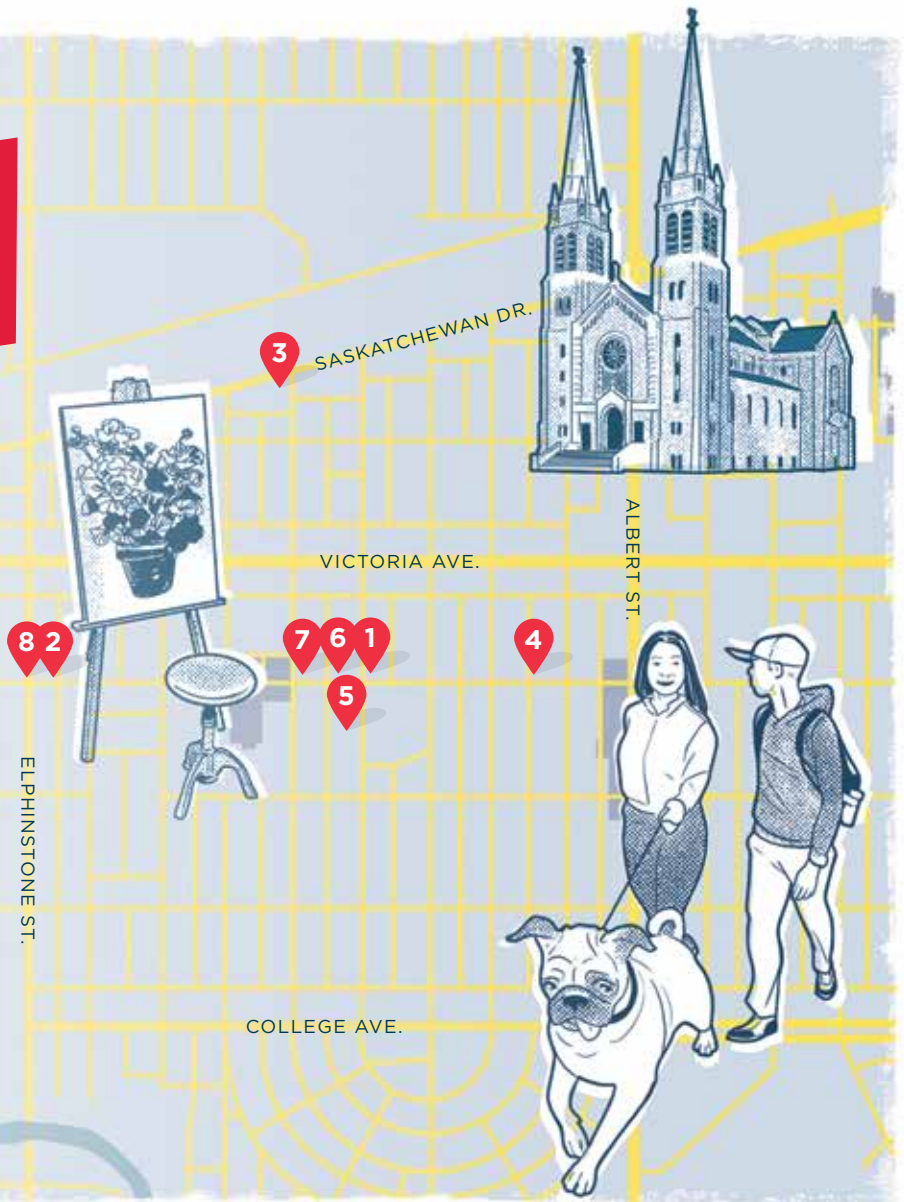 3
SASKATCHEWAN DR.
ALBERT ST.
VICTORIA AVE.
8 2
7 6 1
4
5
ELPHINSTONE ST.
COLLEGE AVE.